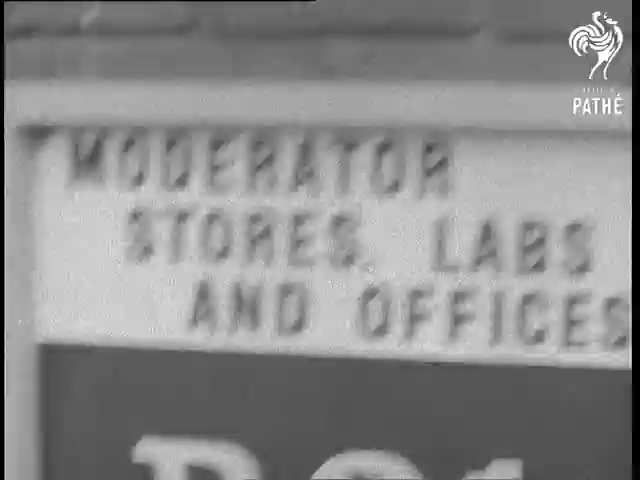 PATHÉ
MODERATOR
STORES, LABS
AND OFFICES